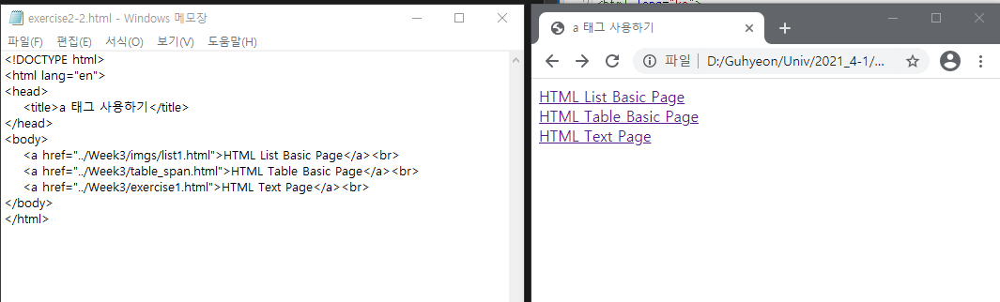 exercise2-2.html - Windows 메모장
파일(F) 편집(E) 서식(O) 보기(V) 도움말(H)
<!DOCTYPE html>
<html lang="en">
<head>
<title>a 태그 사용하기</title>
</head>
<body>
<a href="../Week3/imgs/list1.html">HTML List Basic Page</a><br>
<a href="../Week3/table_span.html">HTML Table Basic Page</a><br>
<a href="../Week3/exercise1.html">HTML Text Page</a><br>
</body>
</html>
a 태그 사용하기
파일 D:/Guhyeon/Univ/2021_4-1/...
HTML List Basic Page
HTML Table Basic Page
HTML Text Page